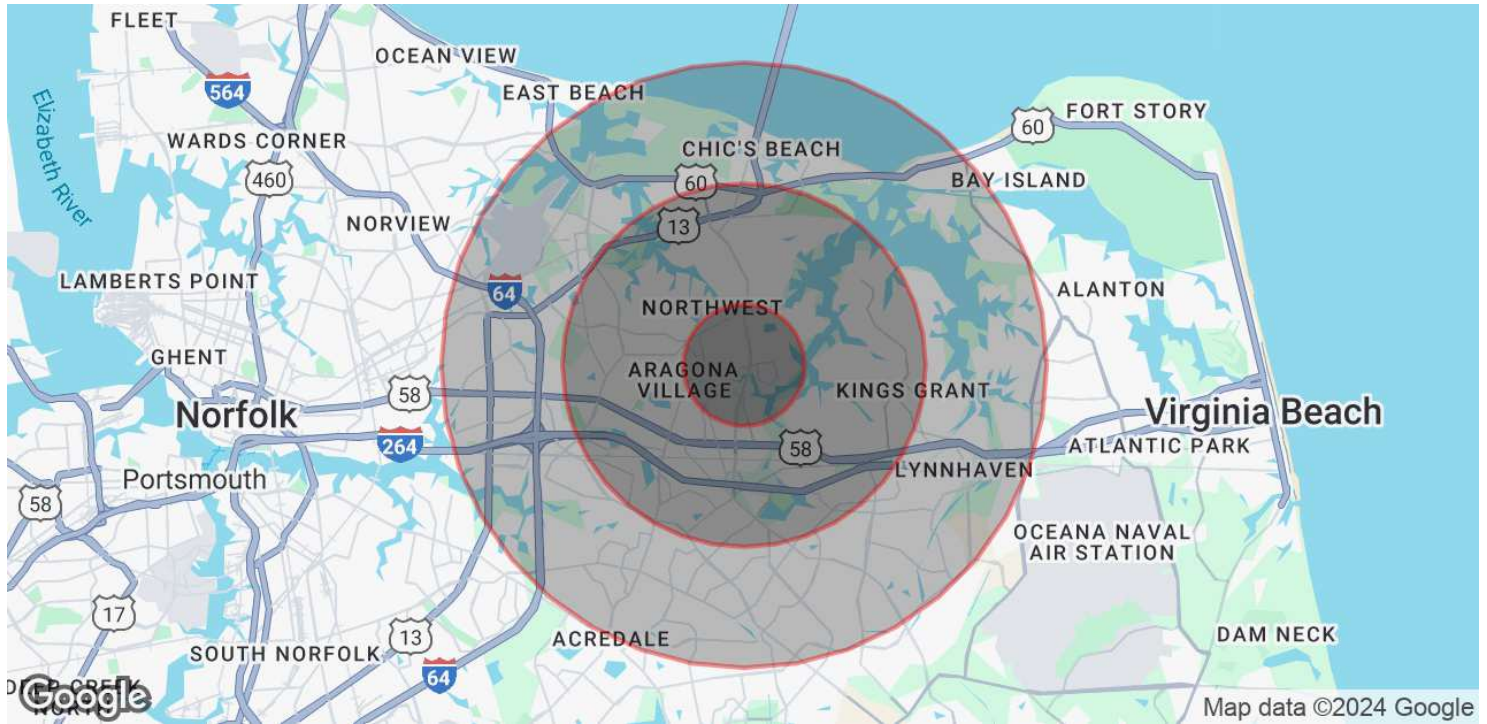 FLEET
OCEAN VIEW
564
EAST BEACH
Elizabeth River
FORT STORY
60
WARDS CORNER
CHIC'S BEACH
460
60
BAY ISLAND
NORVIEW
13
LAMBERTS POINT
64
ALANTON
NORTHWEST
GHENT
ARAGONA
VILLAGE
58
KINGS GRANT
Norfolk
Virginia Beach
264
58
ATLANTIC PARK
Portsmouth
LYNNHAVEN
58
OCEANA NAVAL
AIR STATION
17
13
ACREDALE
DAM NECK
SOUTH NORFOLK
64
DEEP CREEK
NORTH
Google
Map data ©2024 Google